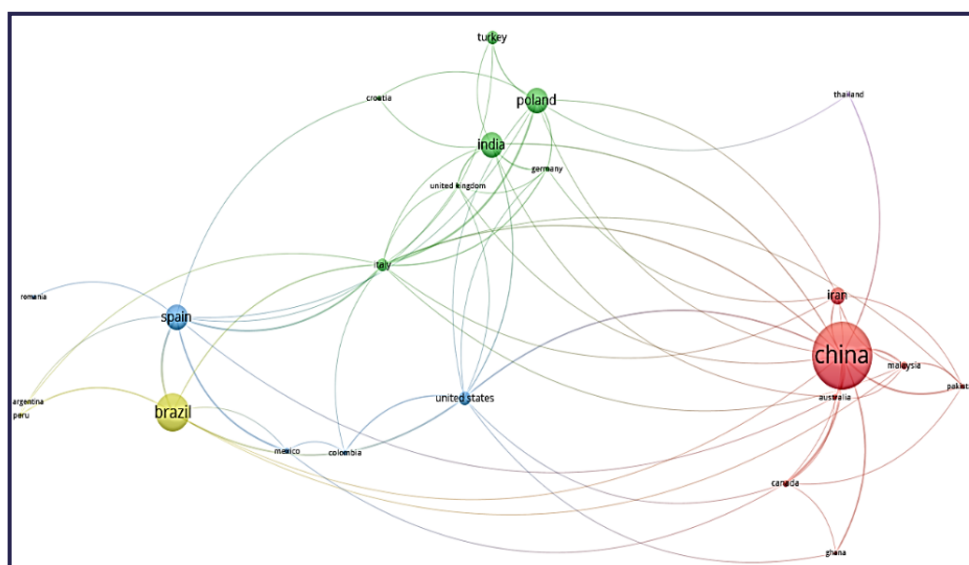 turkey
thailand
croatia
poland
india
germany
united kingdom
italy
romania
iran
spain
china
malaysia
pakist
united states
australia
argentina
brazil
peru
mexico
colombia
canada
ghana